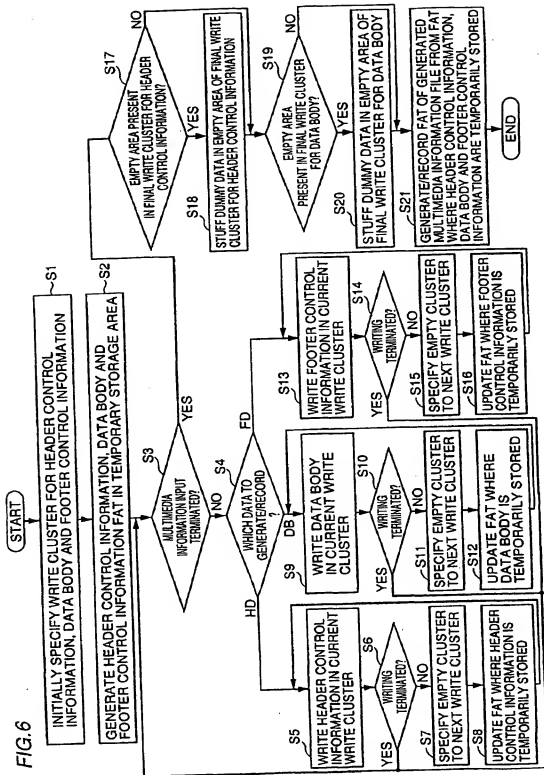 FIG.6
START
S1
INITIALLY SPECIFY WRITE CLUSTER FOR HEADER CONTROL
INFORMATION, DATA BODY AND FOOTER CONTROL INFORMATION
S2
GENERATE HEADER CONTROL INFORMATION, DATA BODY AND
FOOTER CONTROL INFORMATION FAT IN TEMPORARY STORAGE AREA
S3
MULTIMEDIA
INFORMATION INPUT
TERMINATED?
YES
NO
S4
WHICH DATA TO
GENERATE/RECORD
?
HD
DB
FD
S5
WRITE HEADER CONTROL
INFORMATION IN CURRENT
WRITE CLUSTER
S6
WRITING
TERMINATED?
YES
NO
S7
SPECIFY EMPTY CLUSTER
TO NEXT WRITE CLUSTER
S8
UPDATE FAT WHERE HEADER
CONTROL INFORMATION IS
TEMPORARILY STORED
S9
WRITE DATA BODY
IN CURRENT WRITE
CLUSTER
S10
WRITING
TERMINATED?
YES
NO
S11
SPECIFY EMPTY CLUSTER
TO NEXT WRITE CLUSTER
S12
UPDATE FAT WHERE
DATA BODY IS
TEMPORARILY STORED
S13
WRITE FOOTER CONTROL
INFORMATION IN CURRENT
WRITE CLUSTER
S14
WRITING
TERMINATED?
YES
NO
S15
SPECIFY EMPTY CLUSTER
TO NEXT WRITE CLUSTER
S16
UPDATE FAT WHERE FOOTER
CONTROL INFORMATION IS
TEMPORARILY STORED
S17
EMPTY AREA PRESENT
IN FINAL WRITE CLUSTER FOR HEADER
CONTROL INFORMATION?
NO
YES
S18
STUFF DUMMY DATA IN EMPTY AREA OF FINAL WRITE
CLUSTER FOR HEADER CONTROL INFORMATION
S19
EMPTY AREA
PRESENT IN FINAL WRITE CLUSTER
FOR DATA BODY?
NO
YES
S20
STUFF DUMMY DATA IN EMPTY AREA OF
FINAL WRITE CLUSTER FOR DATA BODY
S21
GENERATE/RECORD FAT OF GENERATED
MULTIMEDIA INFORMATION FILE FROM FAT
WHERE HEADER CONTROL INFORMATION,
DATA BODY AND FOOTER CONTROL
INFORMATION ARE TEMPORARILY STORED
END